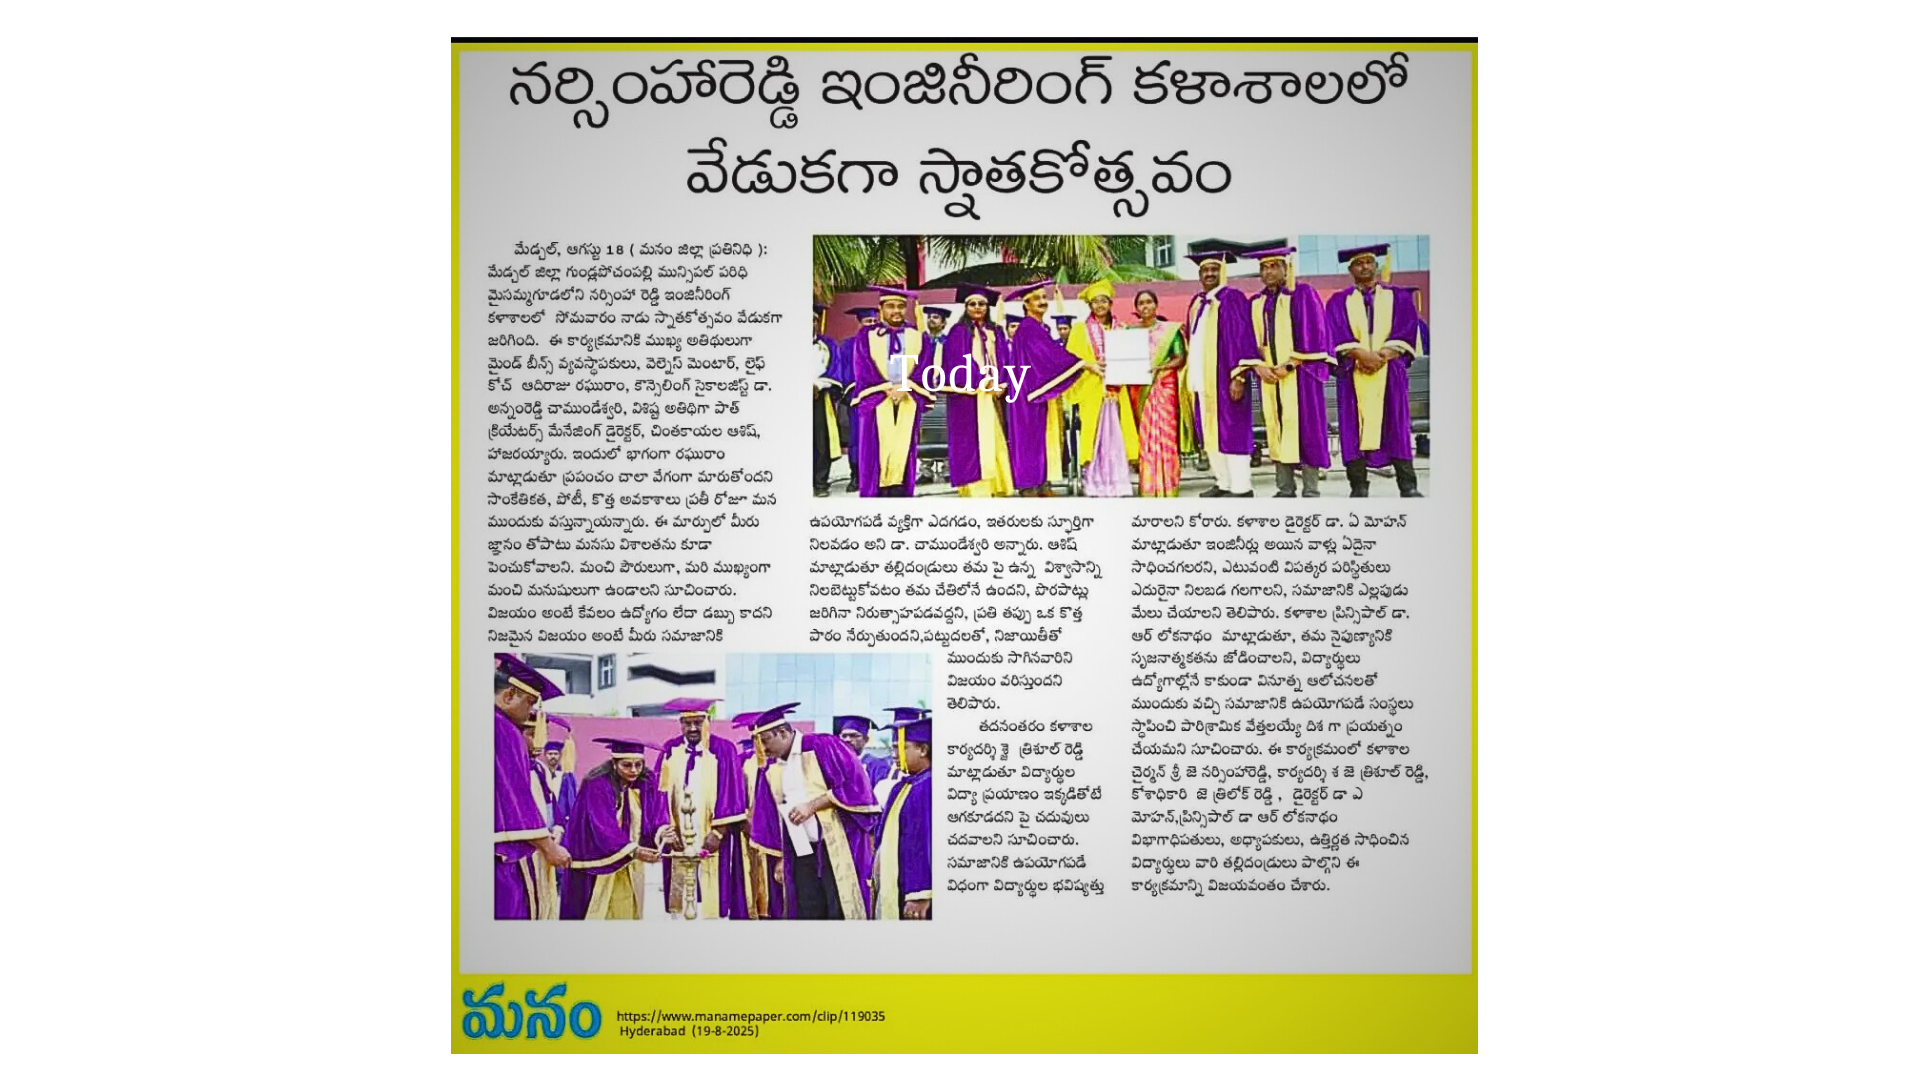 నర్సింహారెడ్డి ఇంజినీరింగ్ కళాశాలలో
వేడుకగా స్నాతకోత్సవం
మేడ్చల్, ఆగస్టు 18 ( మనం జిల్లా ప్రతినిధి ):
మేడ్చల్ జిల్లా గుండ్లపోచంపల్లి మున్సిపల్ పరిధి
మైసమ్మగూడలోని నర్సింహా రెడ్డి ఇంజినీరింగ్
కళాశాలలో సోమవారం నాడు స్నాతకోత్సవం వేడుకగా
జరిగింది. ఈ కార్యక్రమానికి ముఖ్య అతిథులుగా
మైండ్ బీన్స్ వ్యవస్థాపకులు, వెల్నెస్ మెంటార్, లైఫ్
కోచ్ ఆదిరాజు రఘురాం, కౌన్సెలింగ్ సైకాలజిస్ట్ డా.
అన్నంరెడ్డి చాముండేశ్వరి, విశిష్ట అతిథిగా పాత్
క్రియేటర్స్ మేనేజింగ్ డైరెక్టర్, చింతకాయల ఆశిష్,
హాజరయ్యారు. ఇందులో భాగంగా రఘురాం
మాట్లాడుతూ ప్రపంచం చాలా వేగంగా మారుతోందని
సాంకేతికత, పోటీ, కొత్త అవకాశాలు ప్రతీ రోజూ మన
ముందుకు వస్తున్నాయన్నారు. ఈ మార్పులో మీరు
జ్ఞానం తోపాటు మనసు విశాలతను కూడా
పెంచుకోవాలని. మంచి పౌరులుగా, మరి ముఖ్యంగా
మంచి మనుషులుగా ఉండాలని సూచించారు.
విజయం అంటే కేవలం ఉద్యోగం లేదా డబ్బు కాదని
నిజమైన విజయం అంటే మీరు సమాజానికి
Today
ఉపయోగపడే వ్యక్తిగా ఎదగడం, ఇతరులకు స్ఫూర్తిగా
నిలవడం అని డా. చాముండేశ్వరి అన్నారు. ఆశిష్
మాట్లాడుతూ తల్లిదండ్రులు తమ పై ఉన్న విశ్వాసాన్ని
నిలబెట్టుకోవటం తమ చేతిలోనే ఉందని, పొరపాట్లు
జరిగినా నిరుత్సాహపడవద్దని, ప్రతి తప్పు ఒక కొత్త
పాఠం నేర్పుతుందని,పట్టుదలతో, నిజాయితీతో
ముందుకు సాగినవారిని
విజయం వరిస్తుందని
తెలిపారు.
తదనంతరం కళాశాల
కార్యదర్శి జె త్రిశూల్ రెడ్డి
మాట్లాడుతూ విద్యార్థుల
విద్యా ప్రయాణం ఇక్కడితోటే
ఆగకూడదని పై చదువులు
చదవాలని సూచించారు.
సమాజానికి ఉపయోగపడే
విధంగా విద్యార్థుల భవిష్యత్తు
మారాలని కోరారు. కళాశాల డైరెక్టర్ డా. ఏ మోహన్
మాట్లాడుతూ ఇంజినీర్లు అయిన వాళ్లు ఏదైనా
సాధించగలరని, ఎటువంటి విపత్కర పరిస్థితులు
ఎదురైనా నిలబడ గలగాలని, సమాజానికి ఎల్లపుడు
మేలు చేయాలని తెలిపారు. కళాశాల ప్రిన్సిపాల్ డా.
ఆర్ లోకనాథం మాట్లాడుతూ, తమ నైపుణ్యానికి
సృజనాత్మకతను జోడించాలని, విద్యార్థులు
ఉద్యోగాల్లోనే కాకుండా వినూత్న ఆలోచనలతో
ముందుకు వచ్చి సమాజానికి ఉపయోగపడే సంస్థలు
స్థాపించి పారిశ్రామిక వేత్తలయ్యే దిశ గా ప్రయత్నం
చేయమని సూచించారు. ఈ కార్యక్రమంలో కళాశాల
చైర్మన్ శ్రీ జె నర్సింహారెడ్డి, కార్యదర్శి శ జె త్రిశూల్ రెడ్డి,
కోశాధికారి జె త్రిలోక్ రెడ్డి , డైరెక్టర్ డా ఎ
మోహన్,ప్రిన్సిపాల్ డా ఆర్ లోకనాథం
విభాగాధిపతులు, అధ్యాపకులు, ఉత్తీర్ణత సాధించిన
విద్యార్థులు వారి తల్లిదండ్రులు పాల్గొని ఈ
కార్యక్రమాన్ని విజయవంతం చేశారు.
మనం
https://www.manamepaper.com/clip/119035
Hyderabad (19-8-2025)